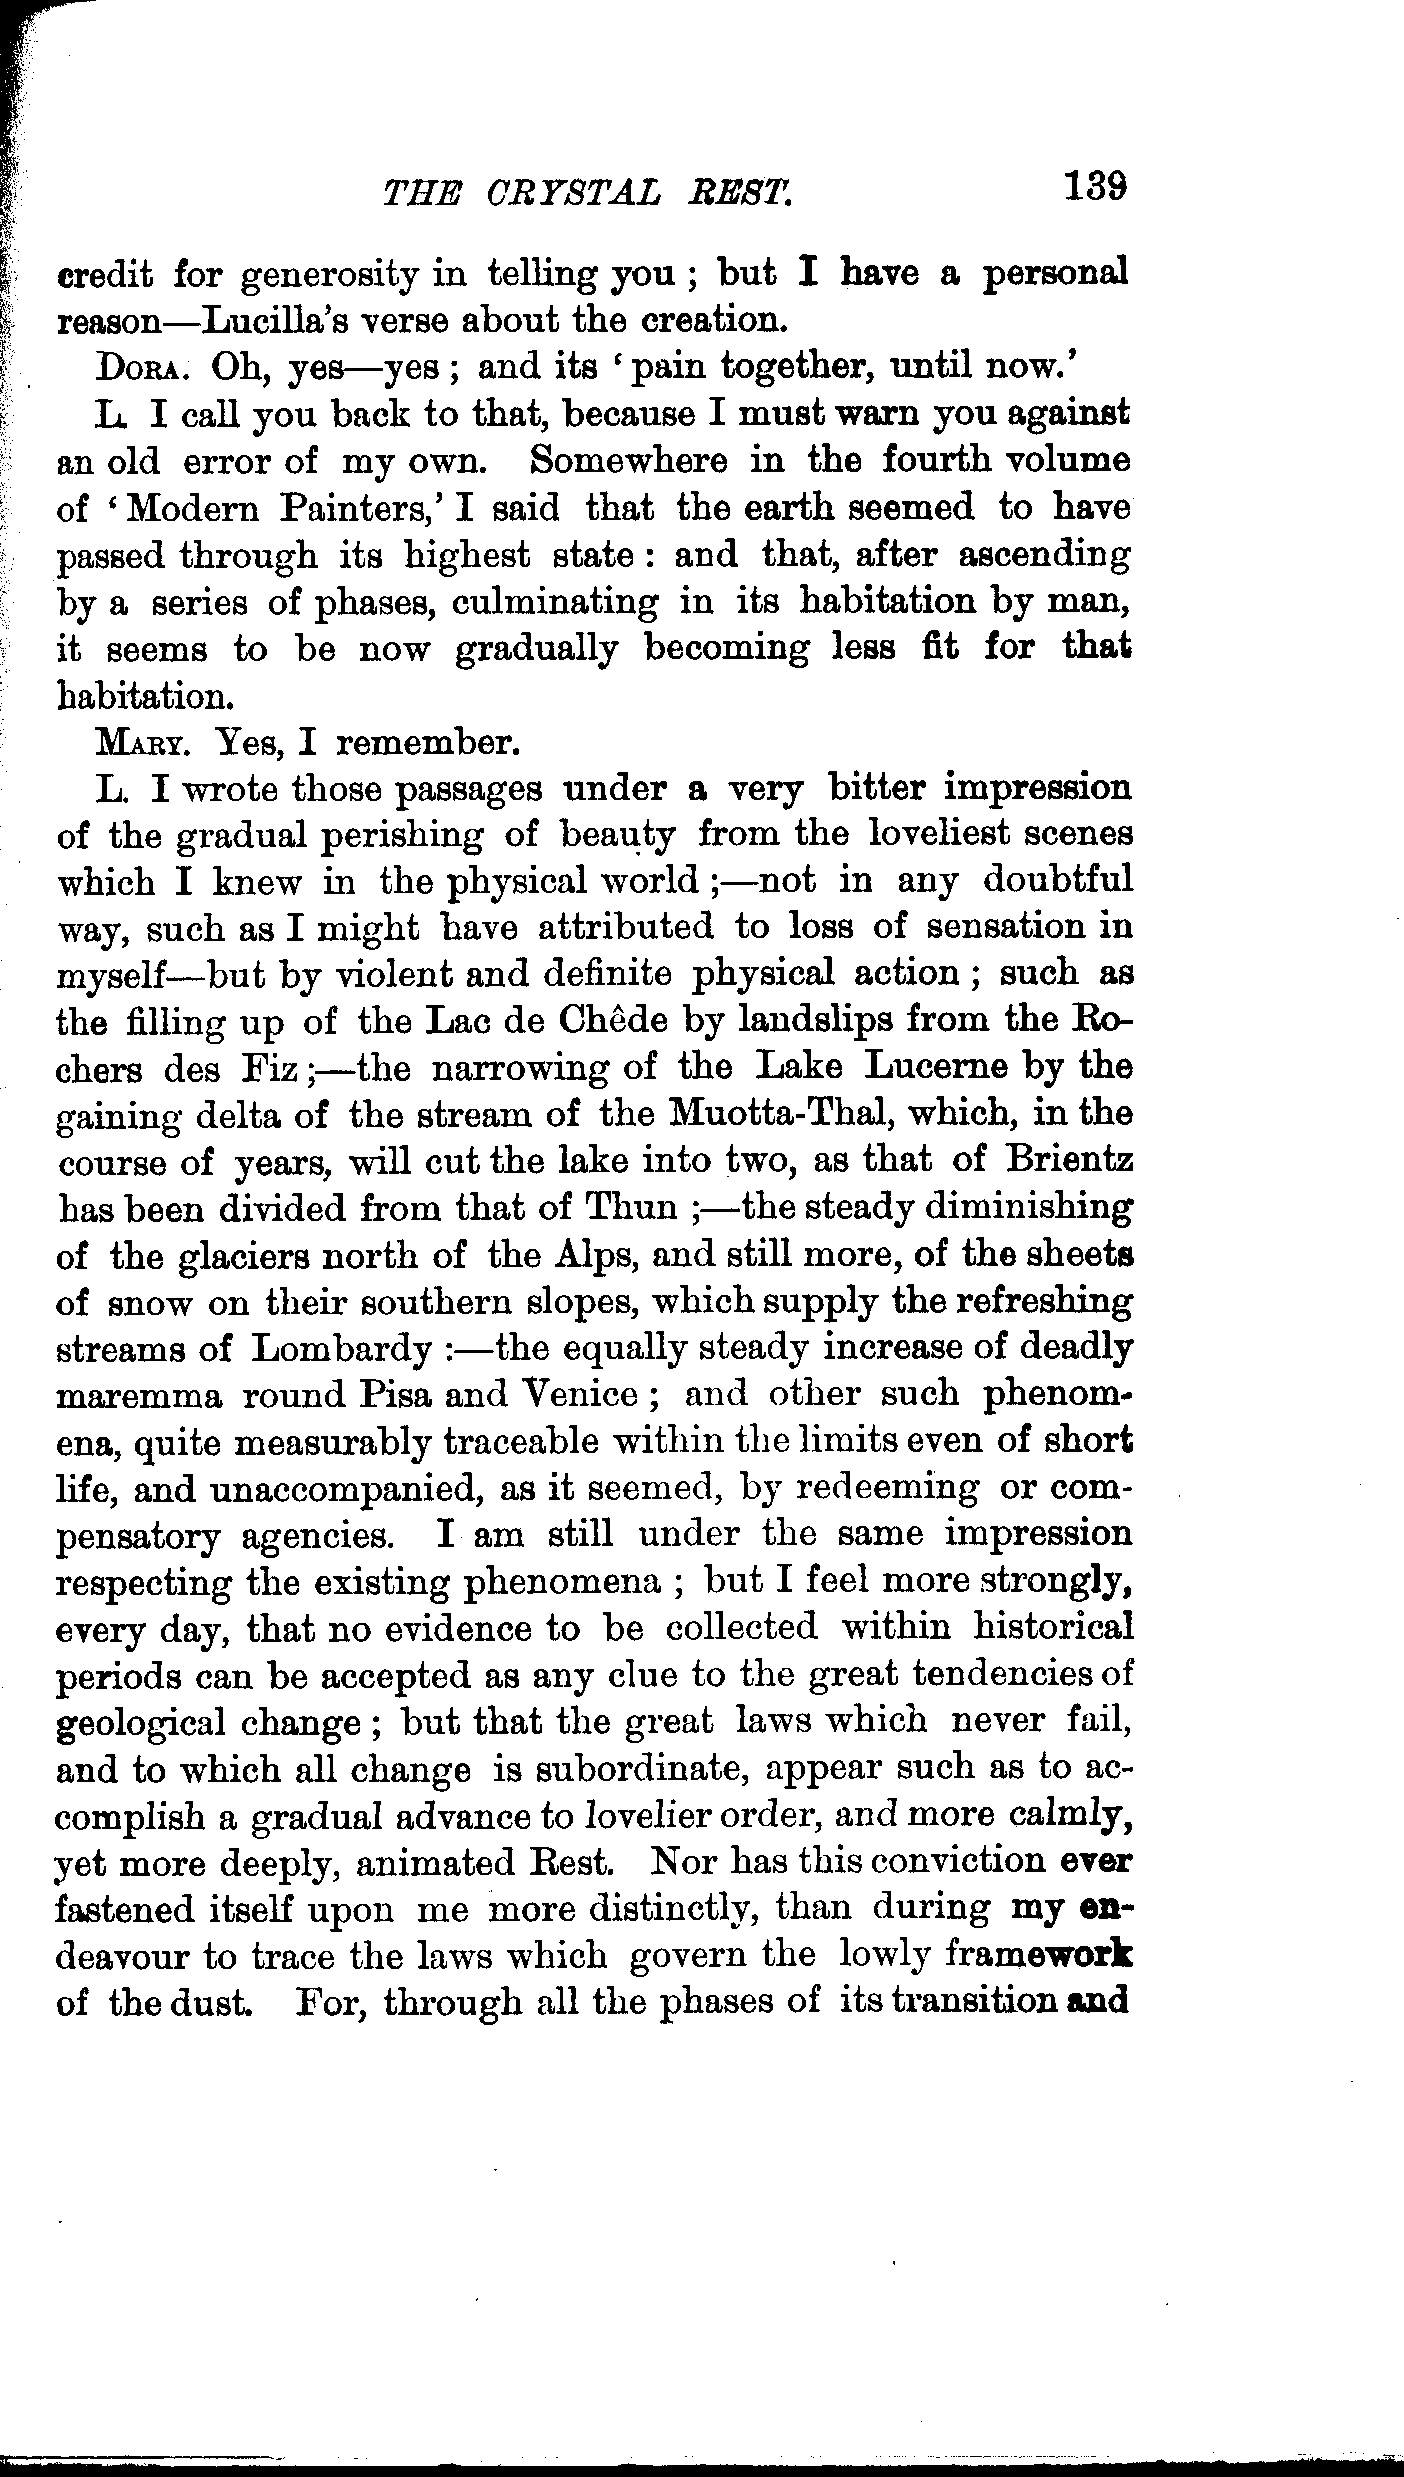 THE CRYSTAL REST. 139
credit for generosity in telling you ; but I have a personal
reason—Lucilla's verse about the creation.
DORA. Oh, yes—yes ; and its ‘ pain together, until now.’
L. I call you back to that, because I must warn you against
an old error of my own. Somewhere in the fourth volume
of ‘ Modern Painters,’ I said that the earth seemed to have
passed through its highest state : and that, after ascending
by a series of phases, culminating in its habitation by man,
it seems to be now gradually becoming less fit for that
habitation.
MARY. Yes, I remember.
L. I wrote those passages under a very bitter impression
of the gradual perishing of beauty from the loveliest scenes
which I knew in the physical world ;—not in any doubtful
way, such as I might have attributed to loss of sensation in
myself—but by violent and definite physical action ; such as
the filling up of the Lac de Chêde by landslips from the Ro-
chers des Fiz ;—the narrowing of the Lake Lucerne by the
gaining delta of the stream of the Muotta-Thal, which, in the
course of years, will cut the lake into two, as that of Brientz
has been divided from that of Thun ;—the steady diminishing
of the glaciers north of the Alps, and still more, of the sheets
of snow on their southern slopes, which supply the refreshing
streams of Lombardy :—the equally steady increase of deadly
maremma round Pisa and Venice ; and other such phenom-
ena, quite measurably traceable within the limits even of short
life, and unaccompanied, as it seemed, by redeeming or com-
pensatory agencies. I am still under the same impression
respecting the existing phenomena ; but I feel more strongly,
every day, that no evidence to be collected within historical
periods can be accepted as any clue to the great tendencies of
geological change ; but that the great laws which never fail,
and to which all change is subordinate, appear such as to ac-
complish a gradual advance to lovelier order, and more calmly,
yet more deeply, animated Rest. Nor has this conviction ever
fastened itself upon me more distinctly, than during my en-
deavour to trace the laws which govern the lowly framework
of the dust. For, through all the phases of its transition and